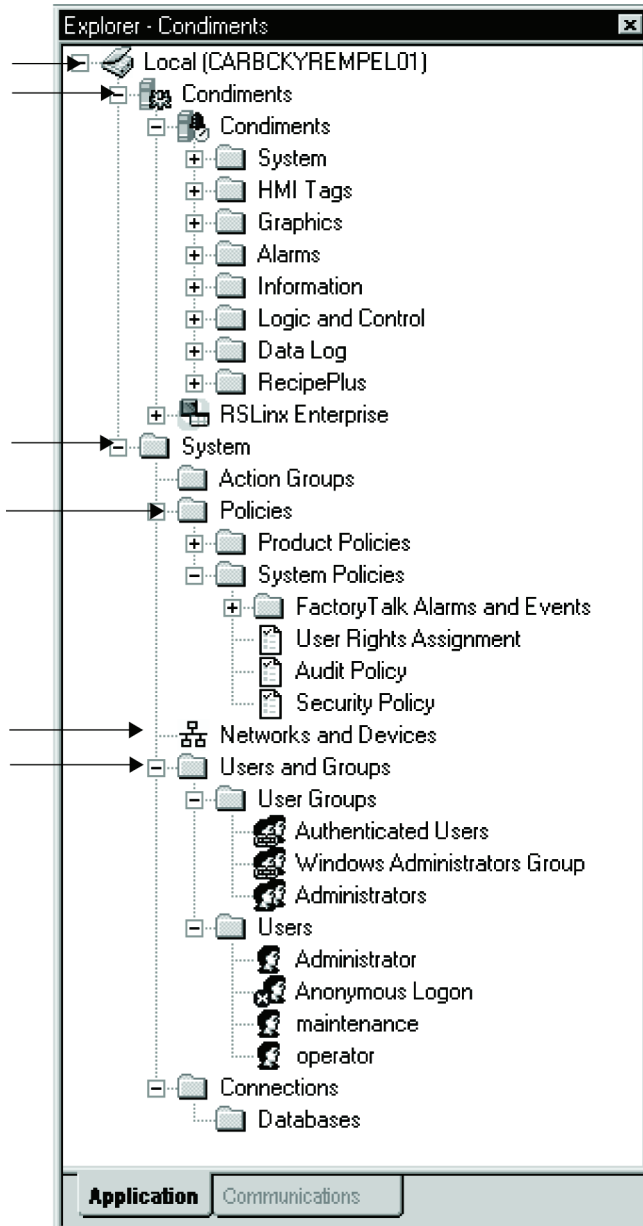 Explorer - Condiments
Local (CARBCKYREMPEL01)
Condiments
Condiments
System
HMI Tags
Graphics
Alarms
Information
Logic and Control
Data Log
RecipePlus
RSLinx Enterprise
System
Action Groups
Policies
Product Policies
System Policies
FactoryTalk Alarms and Events
User Rights Assignment
Audit Policy
Security Policy
Networks and Devices
Users and Groups
User Groups
Authenticated Users
Windows Administrators Group
Administrators
Users
Administrator
Anonymous Logon
maintenance
operator
Connections
Databases
Application Communications